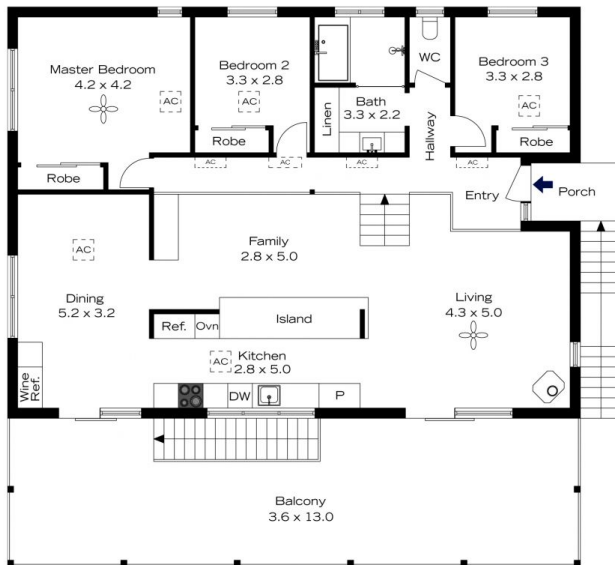 Master Bedroom
4.2 x 4.2
AC
Robe
Bedroom 2
3.3 x 2.8
AC
Robe
Linen
Bath
3.3 x 2.2
WC
Hallway
Bedroom 3
3.3 x 2.8
AC
Robe
AC
AC
AC
AC
Entry
Porch
AC
Dining
5.2 x 3.2
Family
2.8 x 5.0
Living
4.3 x 5.0
Ref.
Ovn
Island
AC
Kitchen
2.8 x 5.0
Wine
Ref.
DW
P
Balcony
3.6 x 13.0